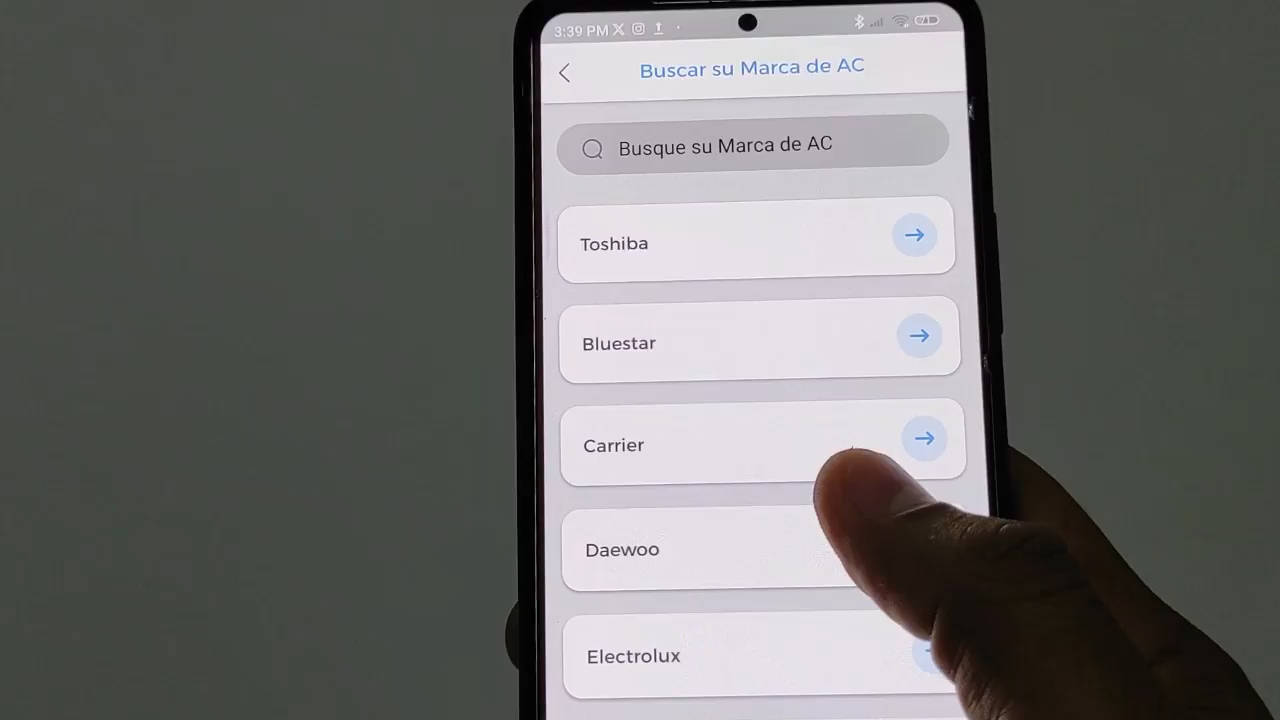 3:39 PM
Buscar su Marca de AC
Busque su Marca de AC
Toshiba
Bluestar
Carrier
Daewoo
Electrolux